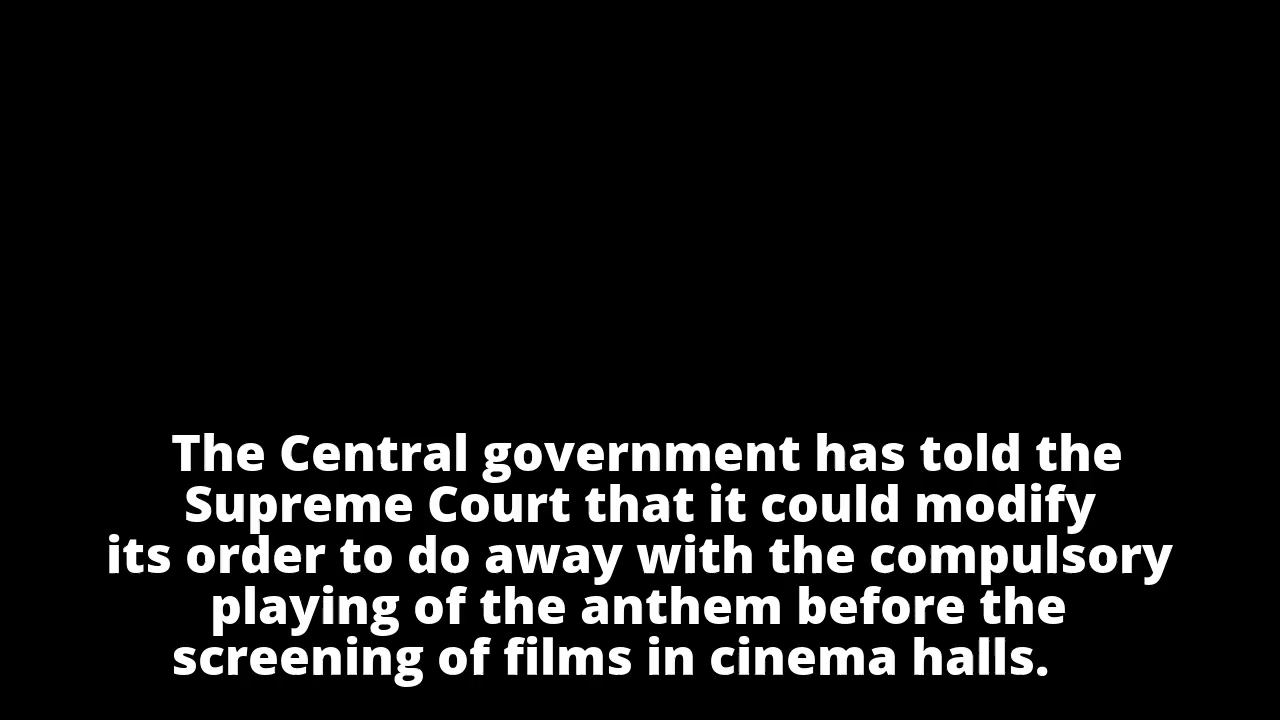 The Central government has told the
Supreme Court that it could modify
its order to do away with the compulsory
playing of the anthem before the
screening of films in cinema halls.